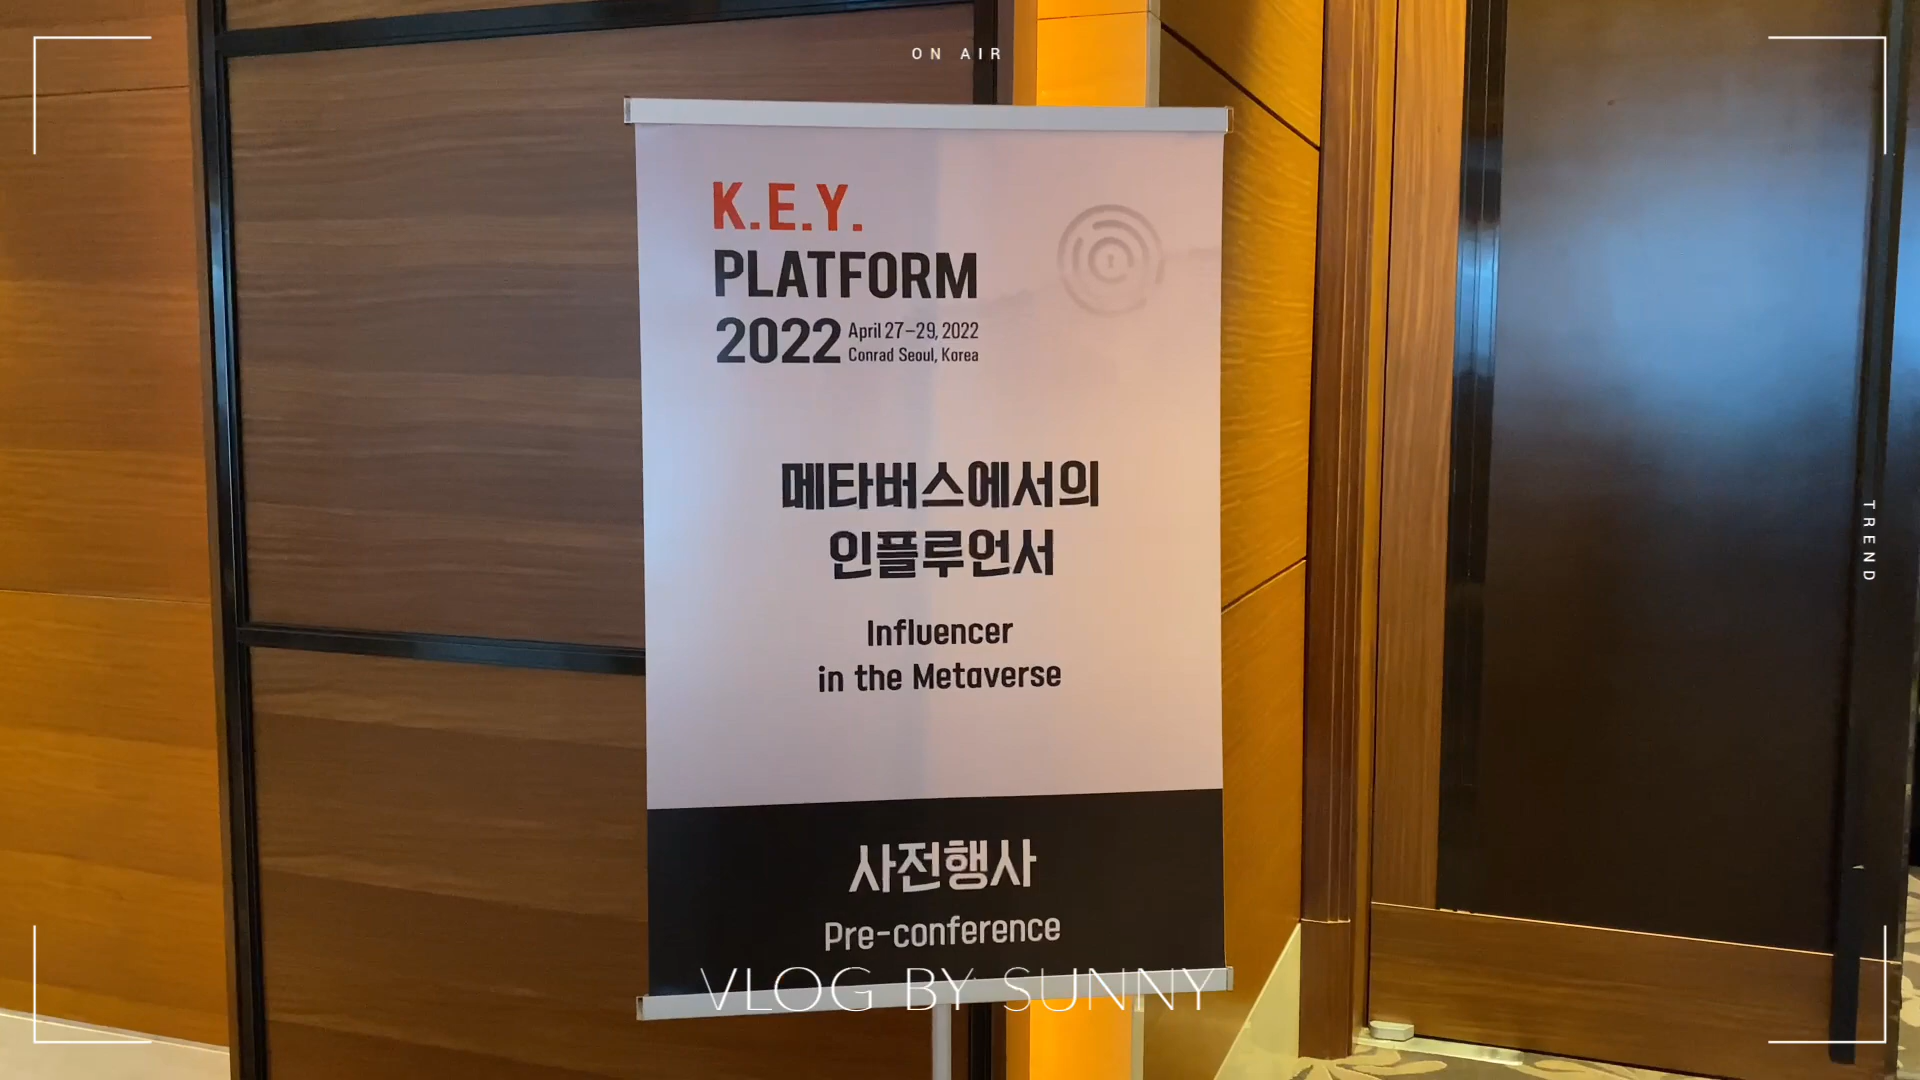 ON AIR
K.E.Y.
PLATFORM
2022
April 27–29, 2022
Conrad Seoul, Korea
메타버스에서의
인플루언서
Influencer
in the Metaverse
사전행사
Pre-conference
VLOG BY SUNNY
TREND